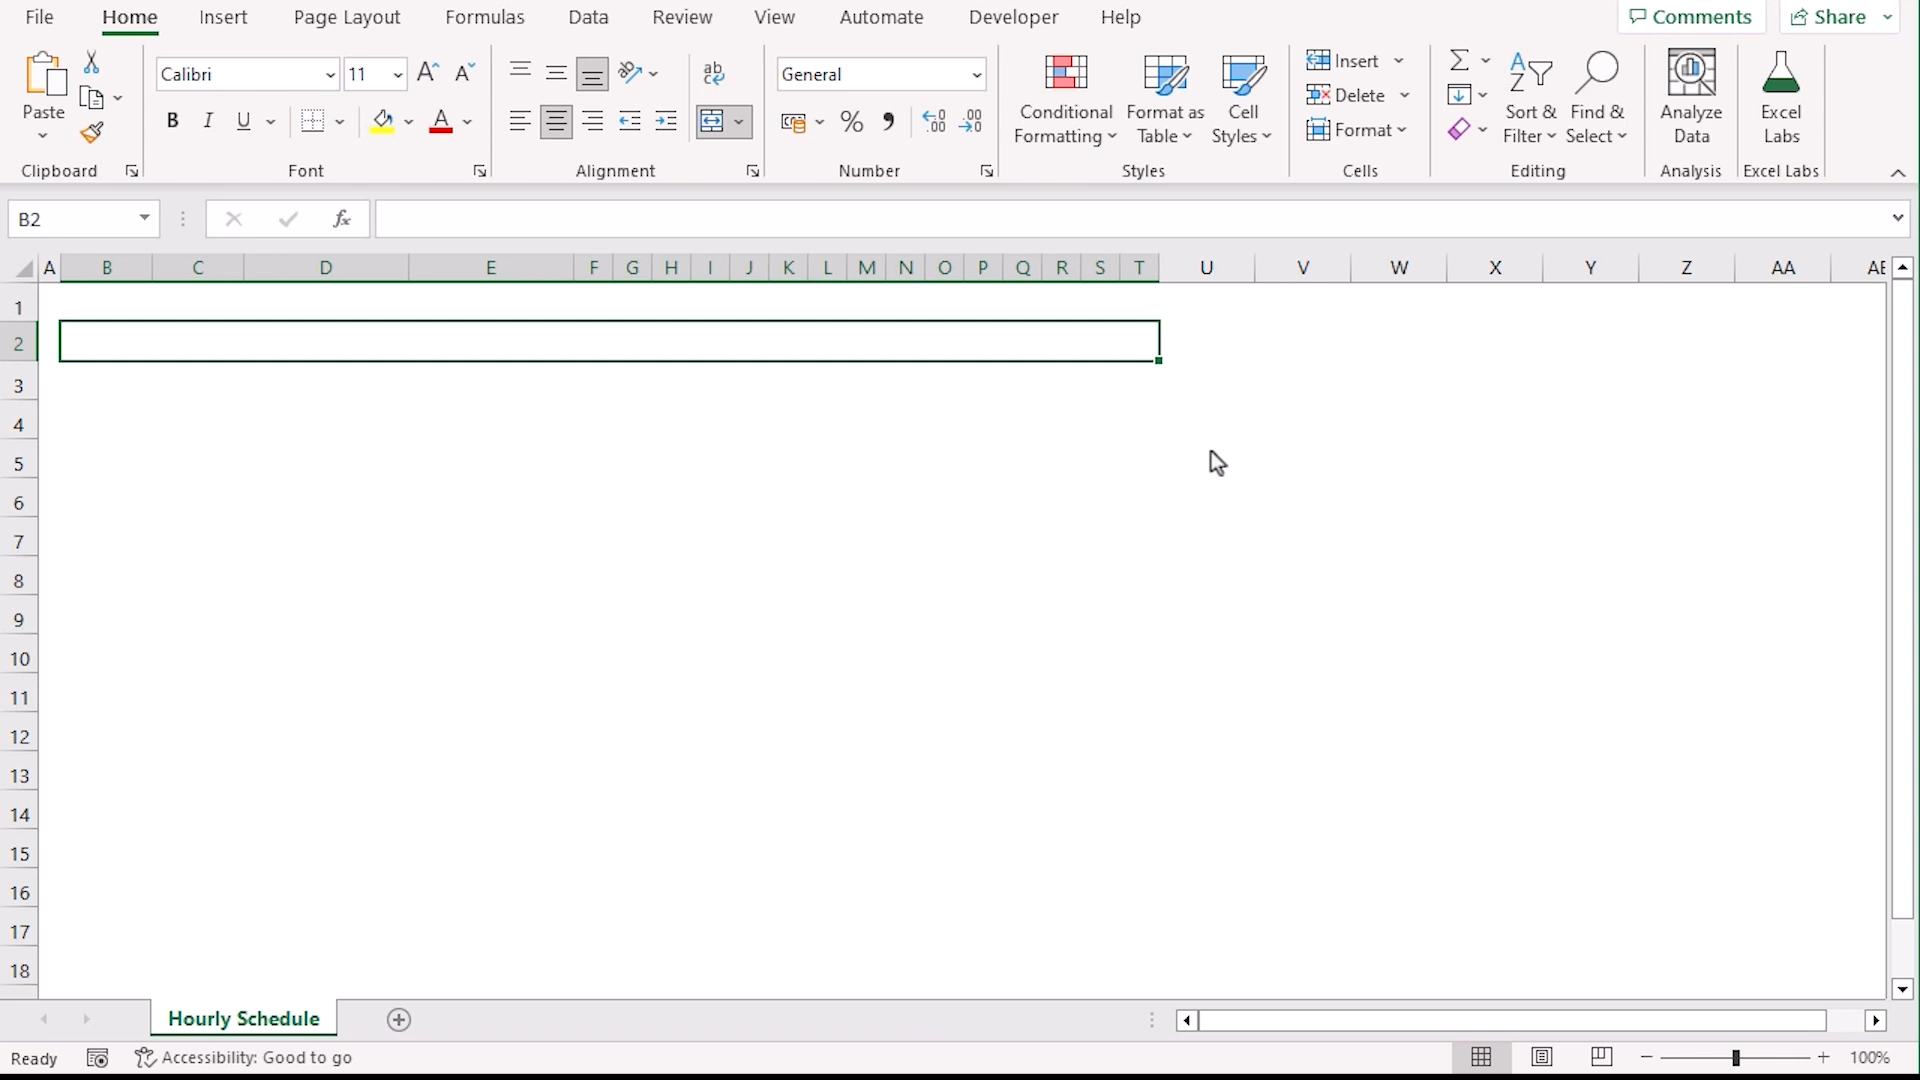 File Home Insert Page Layout Formulas Data Review View Automate Developer Help Comments Share
Calibri 11 A A ab General Insert
Paste Conditional Format as Cell Delete Sort & Find & Analyze Excel
B I U A % Formatting Table Styles Format Filter Select Data Labs
Clipboard Font Alignment Number Styles Cells Editing Analysis Excel Labs
B2 fx
A B C D E F G H I J K L M N O P Q R S T U V W X Y Z AA
1
2
3
4
5
6
7
8
9
10
11
12
13
14
15
16
17
18
Hourly Schedule
Ready Accessibility: Good to go 100%